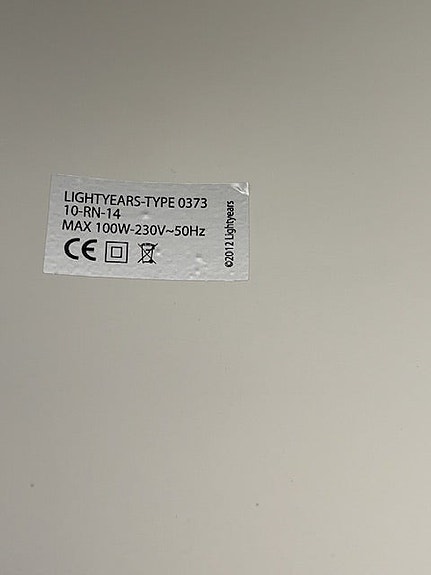 LIGHTYEARS-TYPE 0373
10-RN-14
MAX 100W-230V~50Hz
CE
©2012 Lightyears